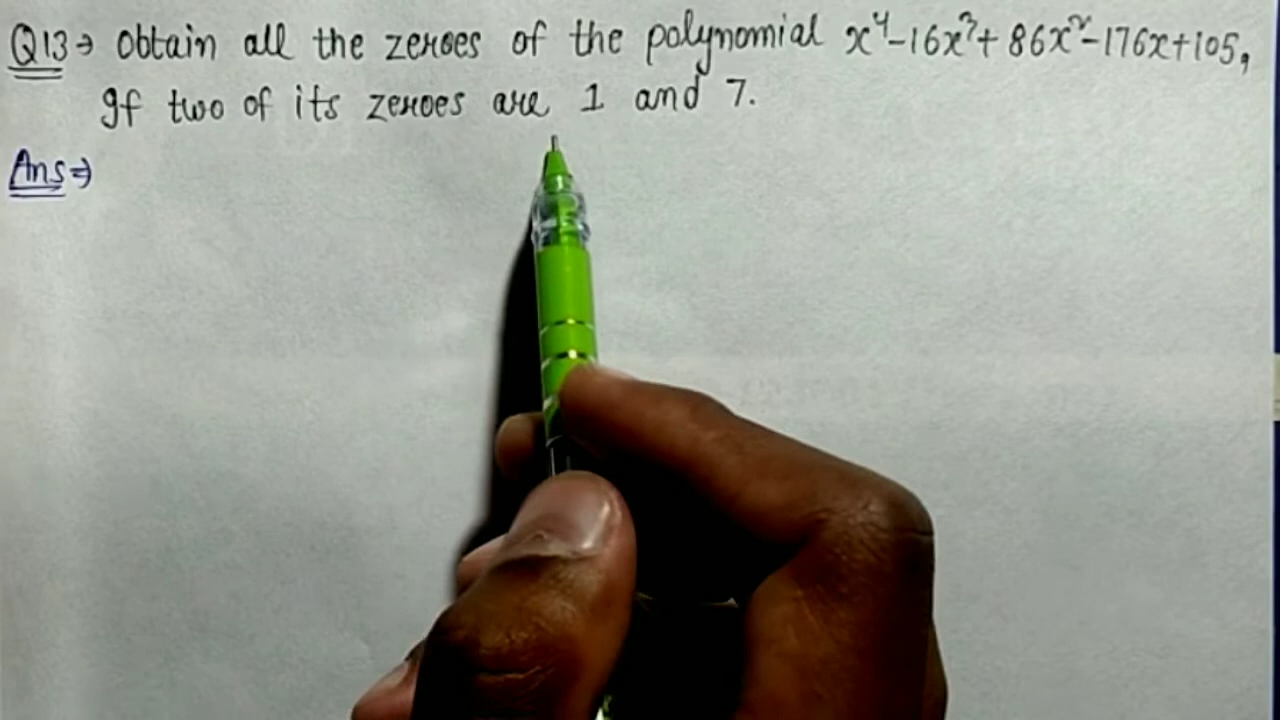 Q13→ Obtain all the zeroes of the polynomial x⁴-16x³+86x²-176x+105,
If two of its zeroes are 1 and 7.
Ans⇒